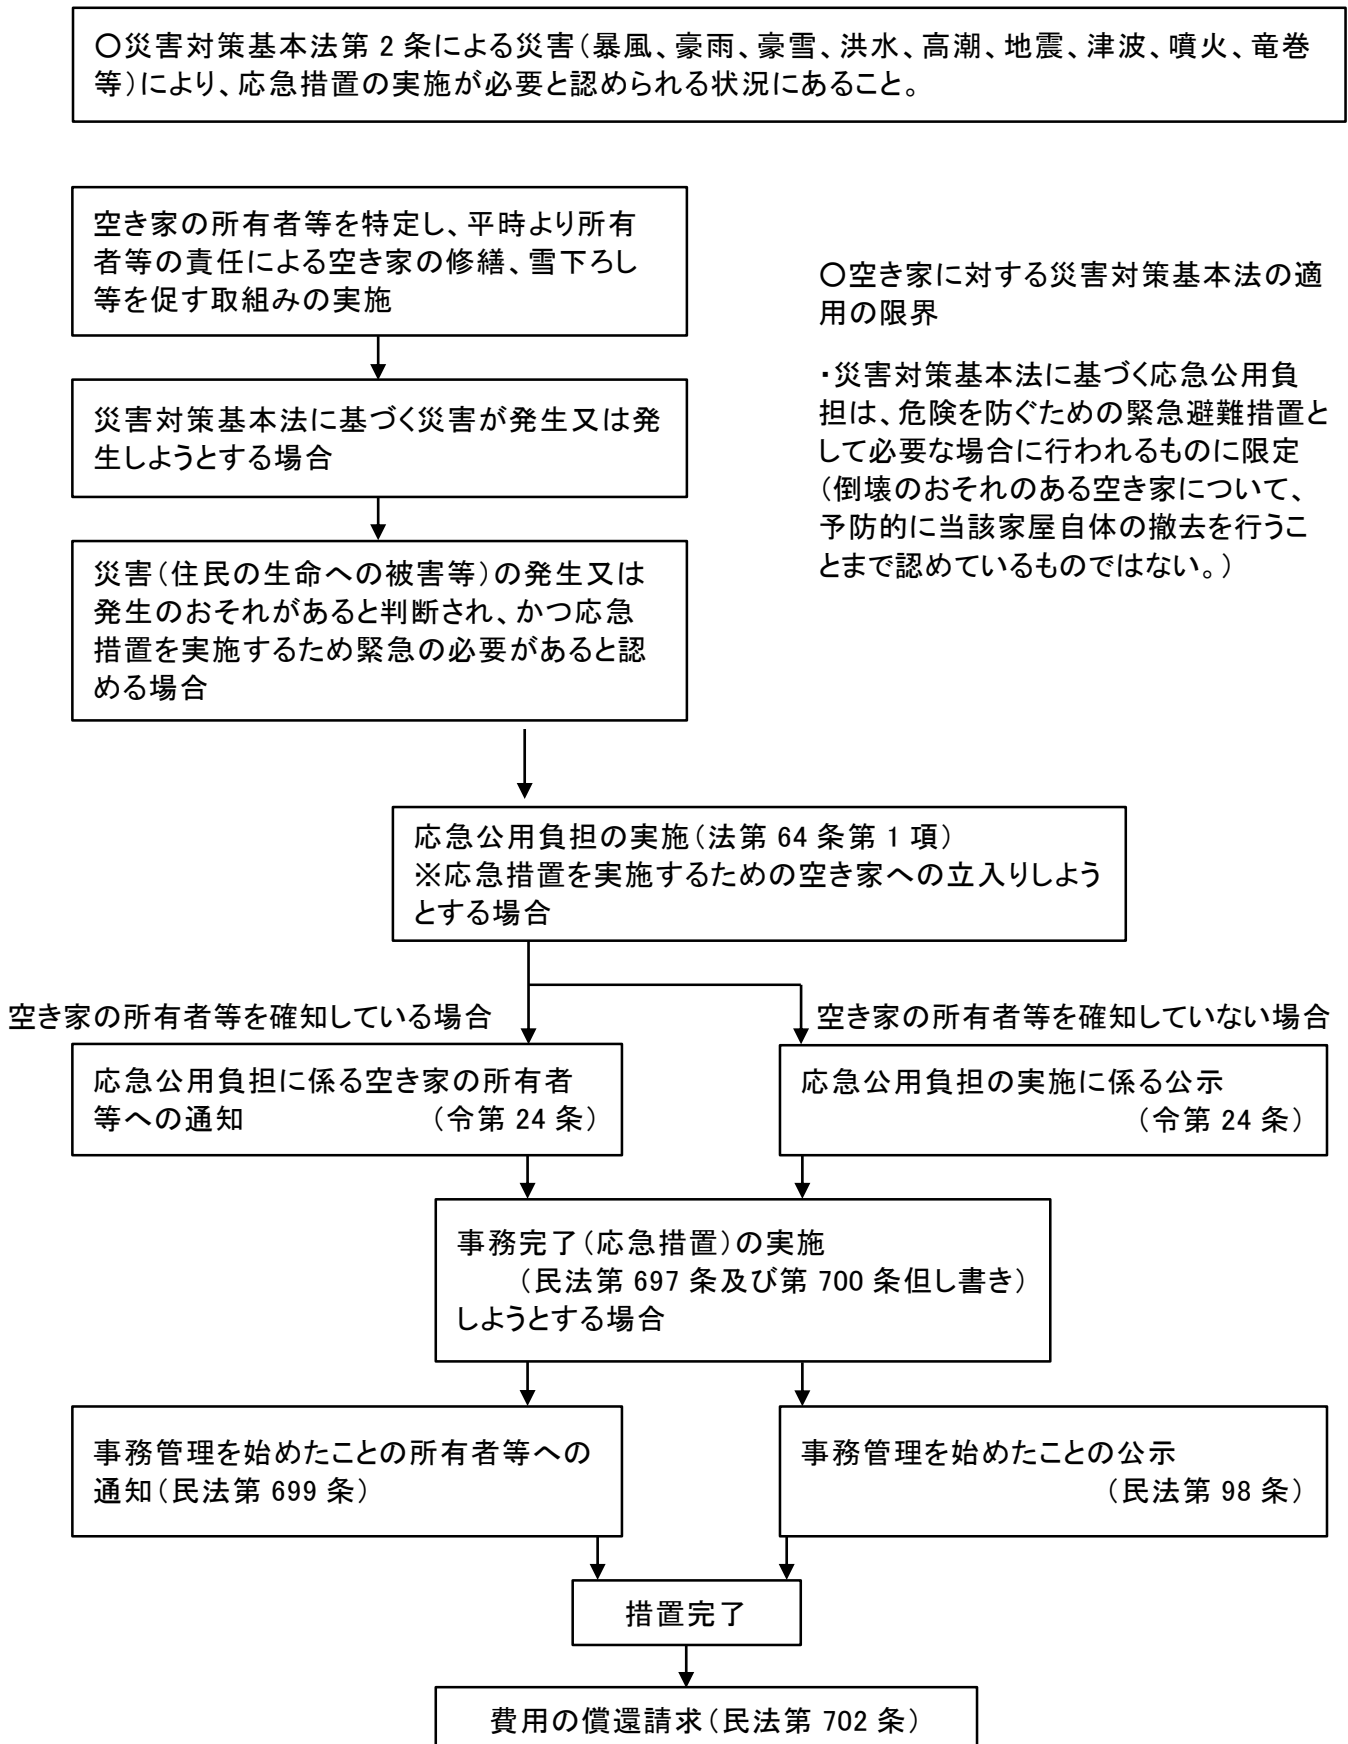 ○災害対策基本法第 2 条による災害（暴風、豪雨、豪雪、洪水、高潮、地震、津波、噴火、竜巻
等）により、応急措置の実施が必要と認められる状況にあること。
空き家の所有者等を特定し、平時より所有
者等の責任による空き家の修繕、雪下ろし
等を促す取組みの実施
○空き家に対する災害対策基本法の適
用の限界
・災害対策基本法に基づく応急公用負
担は、危険を防ぐための緊急避難措置と
して必要な場合に行われるものに限定
（倒壊のおそれのある空き家について、
予防的に当該家屋自体の撤去を行うこ
とまで認めているものではない。）
災害対策基本法に基づく災害が発生又は発
生しようとする場合
災害（住民の生命への被害等）の発生又は
発生のおそれがあると判断され、かつ応急
措置を実施するため緊急の必要があると認
める場合
応急公用負担の実施（法第 64 条第 1 項）
※応急措置を実施するための空き家への立入りしよう
とする場合
空き家の所有者等を確知している場合
空き家の所有者等を確知していない場合
応急公用負担に係る空き家の所有者
等への通知　（令第 24 条）
応急公用負担の実施に係る公示
（令第 24 条）
事務完了（応急措置）の実施
（民法第 697 条及び第 700 条但し書き）
しようとする場合
事務管理を始めたことの所有者等への
通知（民法第 699 条）
事務管理を始めたことの公示
（民法第 98 条）
措置完了
費用の償還請求（民法第 702 条）